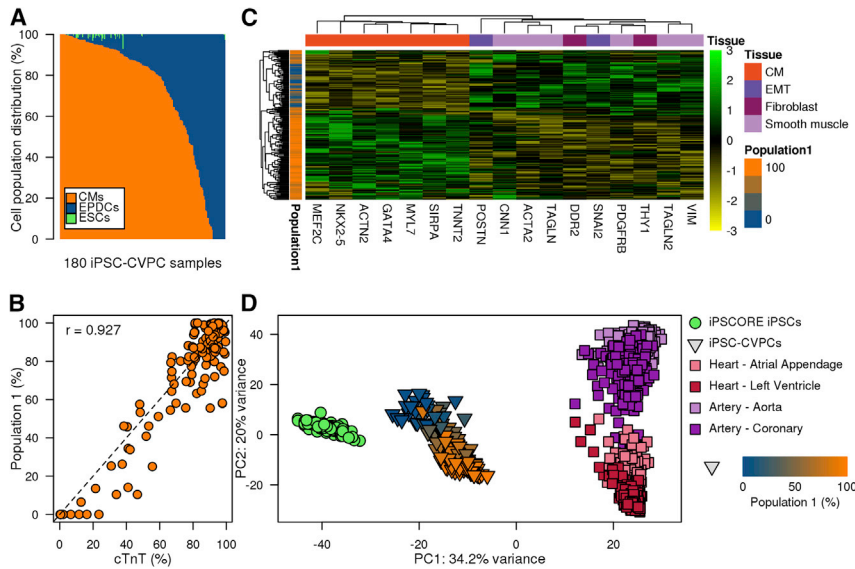 A
Cell population distribution (%)
100
80
60
40
20
0
CMs
EPDCs
ESCs
180 iPSC-CVPC samples
B
r = 0.927
Population 1 (%)
100
80
60
40
20
0
0 20 40 60 80 100
cTnT (%)
C
Tissue
3
2
1
0
-1
-2
-3
Tissue
CM
EMT
Fibroblast
Smooth muscle
Population1
100
0
Population1
MEF2C
NKX2-5
ACTN2
GATA4
MYL7
SIRPA
TNNT2
POSTN
CNN1
ACTA2
TAGLN
DDR2
SNAI2
PDGFRB
THY1
TAGLN2
VIM
D
PC2: 20% variance
40
20
0
-20
-40 -20 0 20
PC1: 34.2% variance
iPSCORE iPSCs
iPSC-CVPCs
Heart - Atrial Appendage
Heart - Left Ventricle
Artery - Aorta
Artery - Coronary
0 50 100
Population 1 (%)